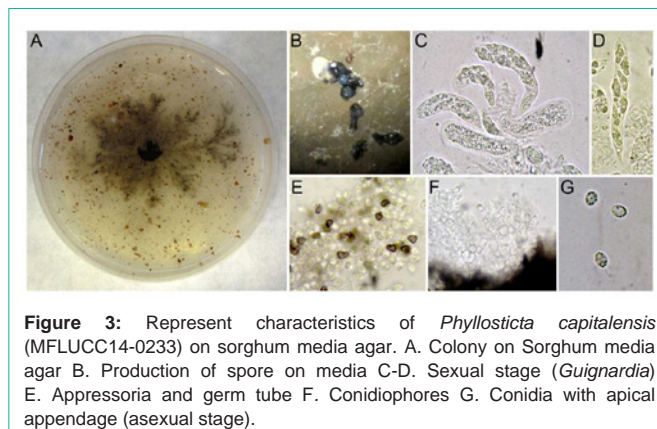 A
B
C
D
E
F
G
Figure 3: Represent characteristics of Phyllosticta capitalensis
(MFLUCC14-0233) on sorghum media agar. A. Colony on Sorghum media
agar B. Production of spore on media C-D. Sexual stage (Guignardia)
E. Appressoria and germ tube F. Conidiophores G. Conidia with apical
appendage (asexual stage).